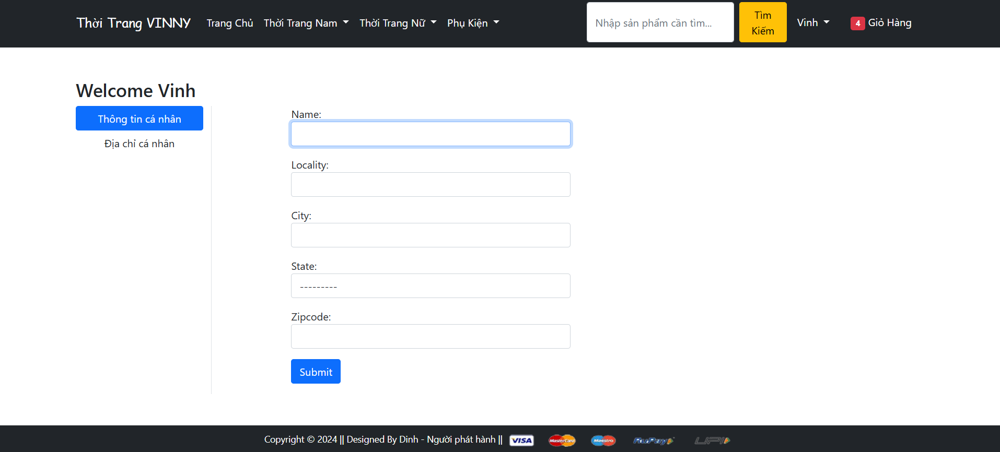 Thời Trang VINNY Trang Chủ Thời Trang Nam Thời Trang Nữ Phụ Kiện Nhập sản phẩm cần tìm... Tìm Kiếm Vinh 4 Giỏ Hàng
Welcome Vinh
Thông tin cá nhân
Địa chỉ cá nhân
Name:
Locality:
City:
State:
---------
Zipcode:
Submit
Copyright © 2024 || Designed By Dinh - Người phát hành || VISA MasterCard Maestro RuPay UPI